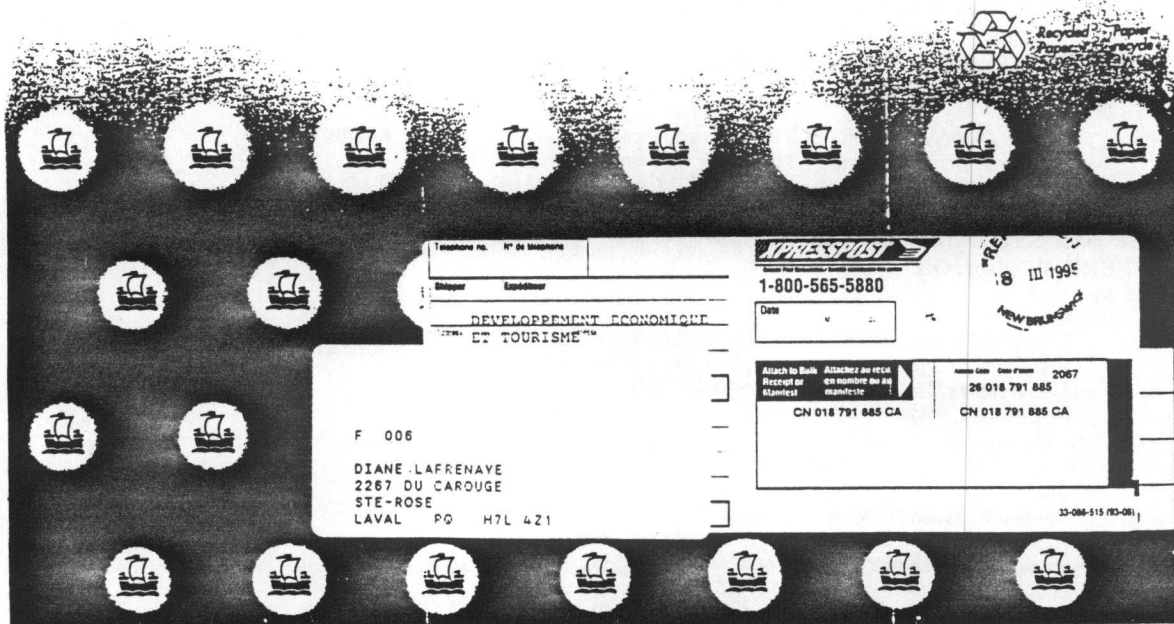 Recycled Papier
Paper recycle
Telephone no. N° de téléphone
Shipper Expéditeur
DEVELOPPEMENT ECONOMIQUE
ET TOURISME
XPRESSPOST
1-800-565-5880
Date
8 III 1995
NEW BRUNSWICK
Attach to Bulk Receipt or Manifest
Attachez au recu en nombre ou au manifeste
2067
26 018 791 885
CN 018 791 885 CA
CN 018 791 885 CA
F 006
DIANE LAFRENAYE
2267 DU CAROUGE
STE-ROSE
LAVAL PQ H7L 4Z1
33-086-515 (93-06)